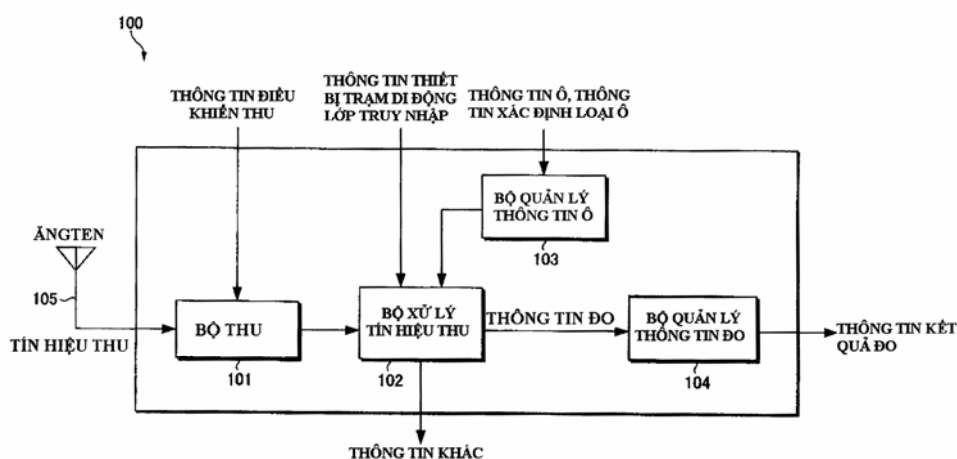 100
THÔNG TIN ĐIỀU
KHIỂN THU
THÔNG TIN THIẾT
BỊ TRẠM DI ĐỘNG
LỚP TRUY NHẬP
THÔNG TIN Ô, THÔNG
TIN XÁC ĐỊNH LOẠI Ô
BỘ QUẢN LÝ
THÔNG TIN Ô
103
ĂNGTEN
105
TÍN HIỆU THU
BỘ THU
101
BỘ XỬ LÝ
TÍN HIỆU THU
102
THÔNG TIN ĐO
BỘ QUẢN LÝ
THÔNG TIN ĐO
104
THÔNG TIN KẾT
QUẢ ĐO
THÔNG TIN KHÁC